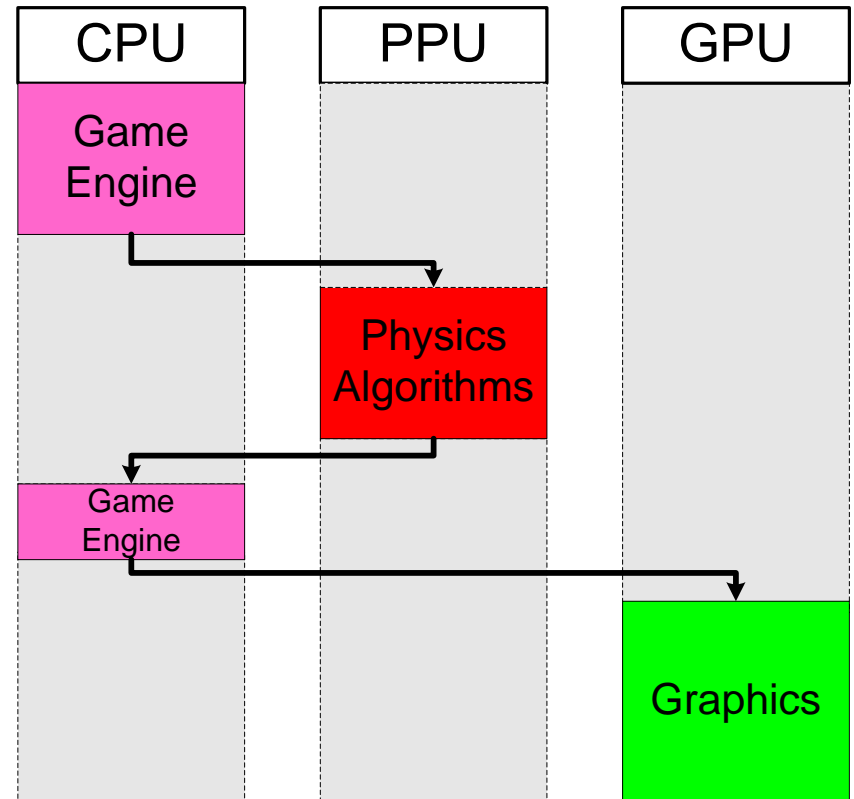 CPU
PPU
GPU
Game
Engine
Physics
Algorithms
Game
Engine
Graphics